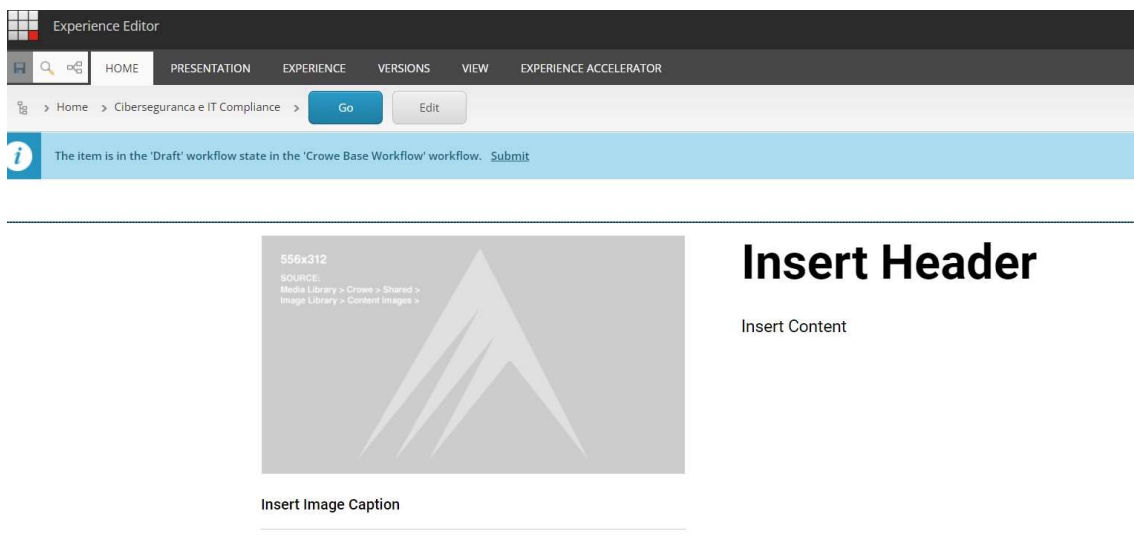 Experience Editor
HOME PRESENTATION EXPERIENCE VERSIONS VIEW EXPERIENCE ACCELERATOR
> Home > Ciberseguranca e IT Compliance > Go Edit
i The item is in the 'Draft' workflow state in the 'Crowe Base Workflow' workflow. Submit
556x312
SOURCE:
Media Library > Crowe > Shared >
Image Library > Content Images >
Insert Header
Insert Content
Insert Image Caption